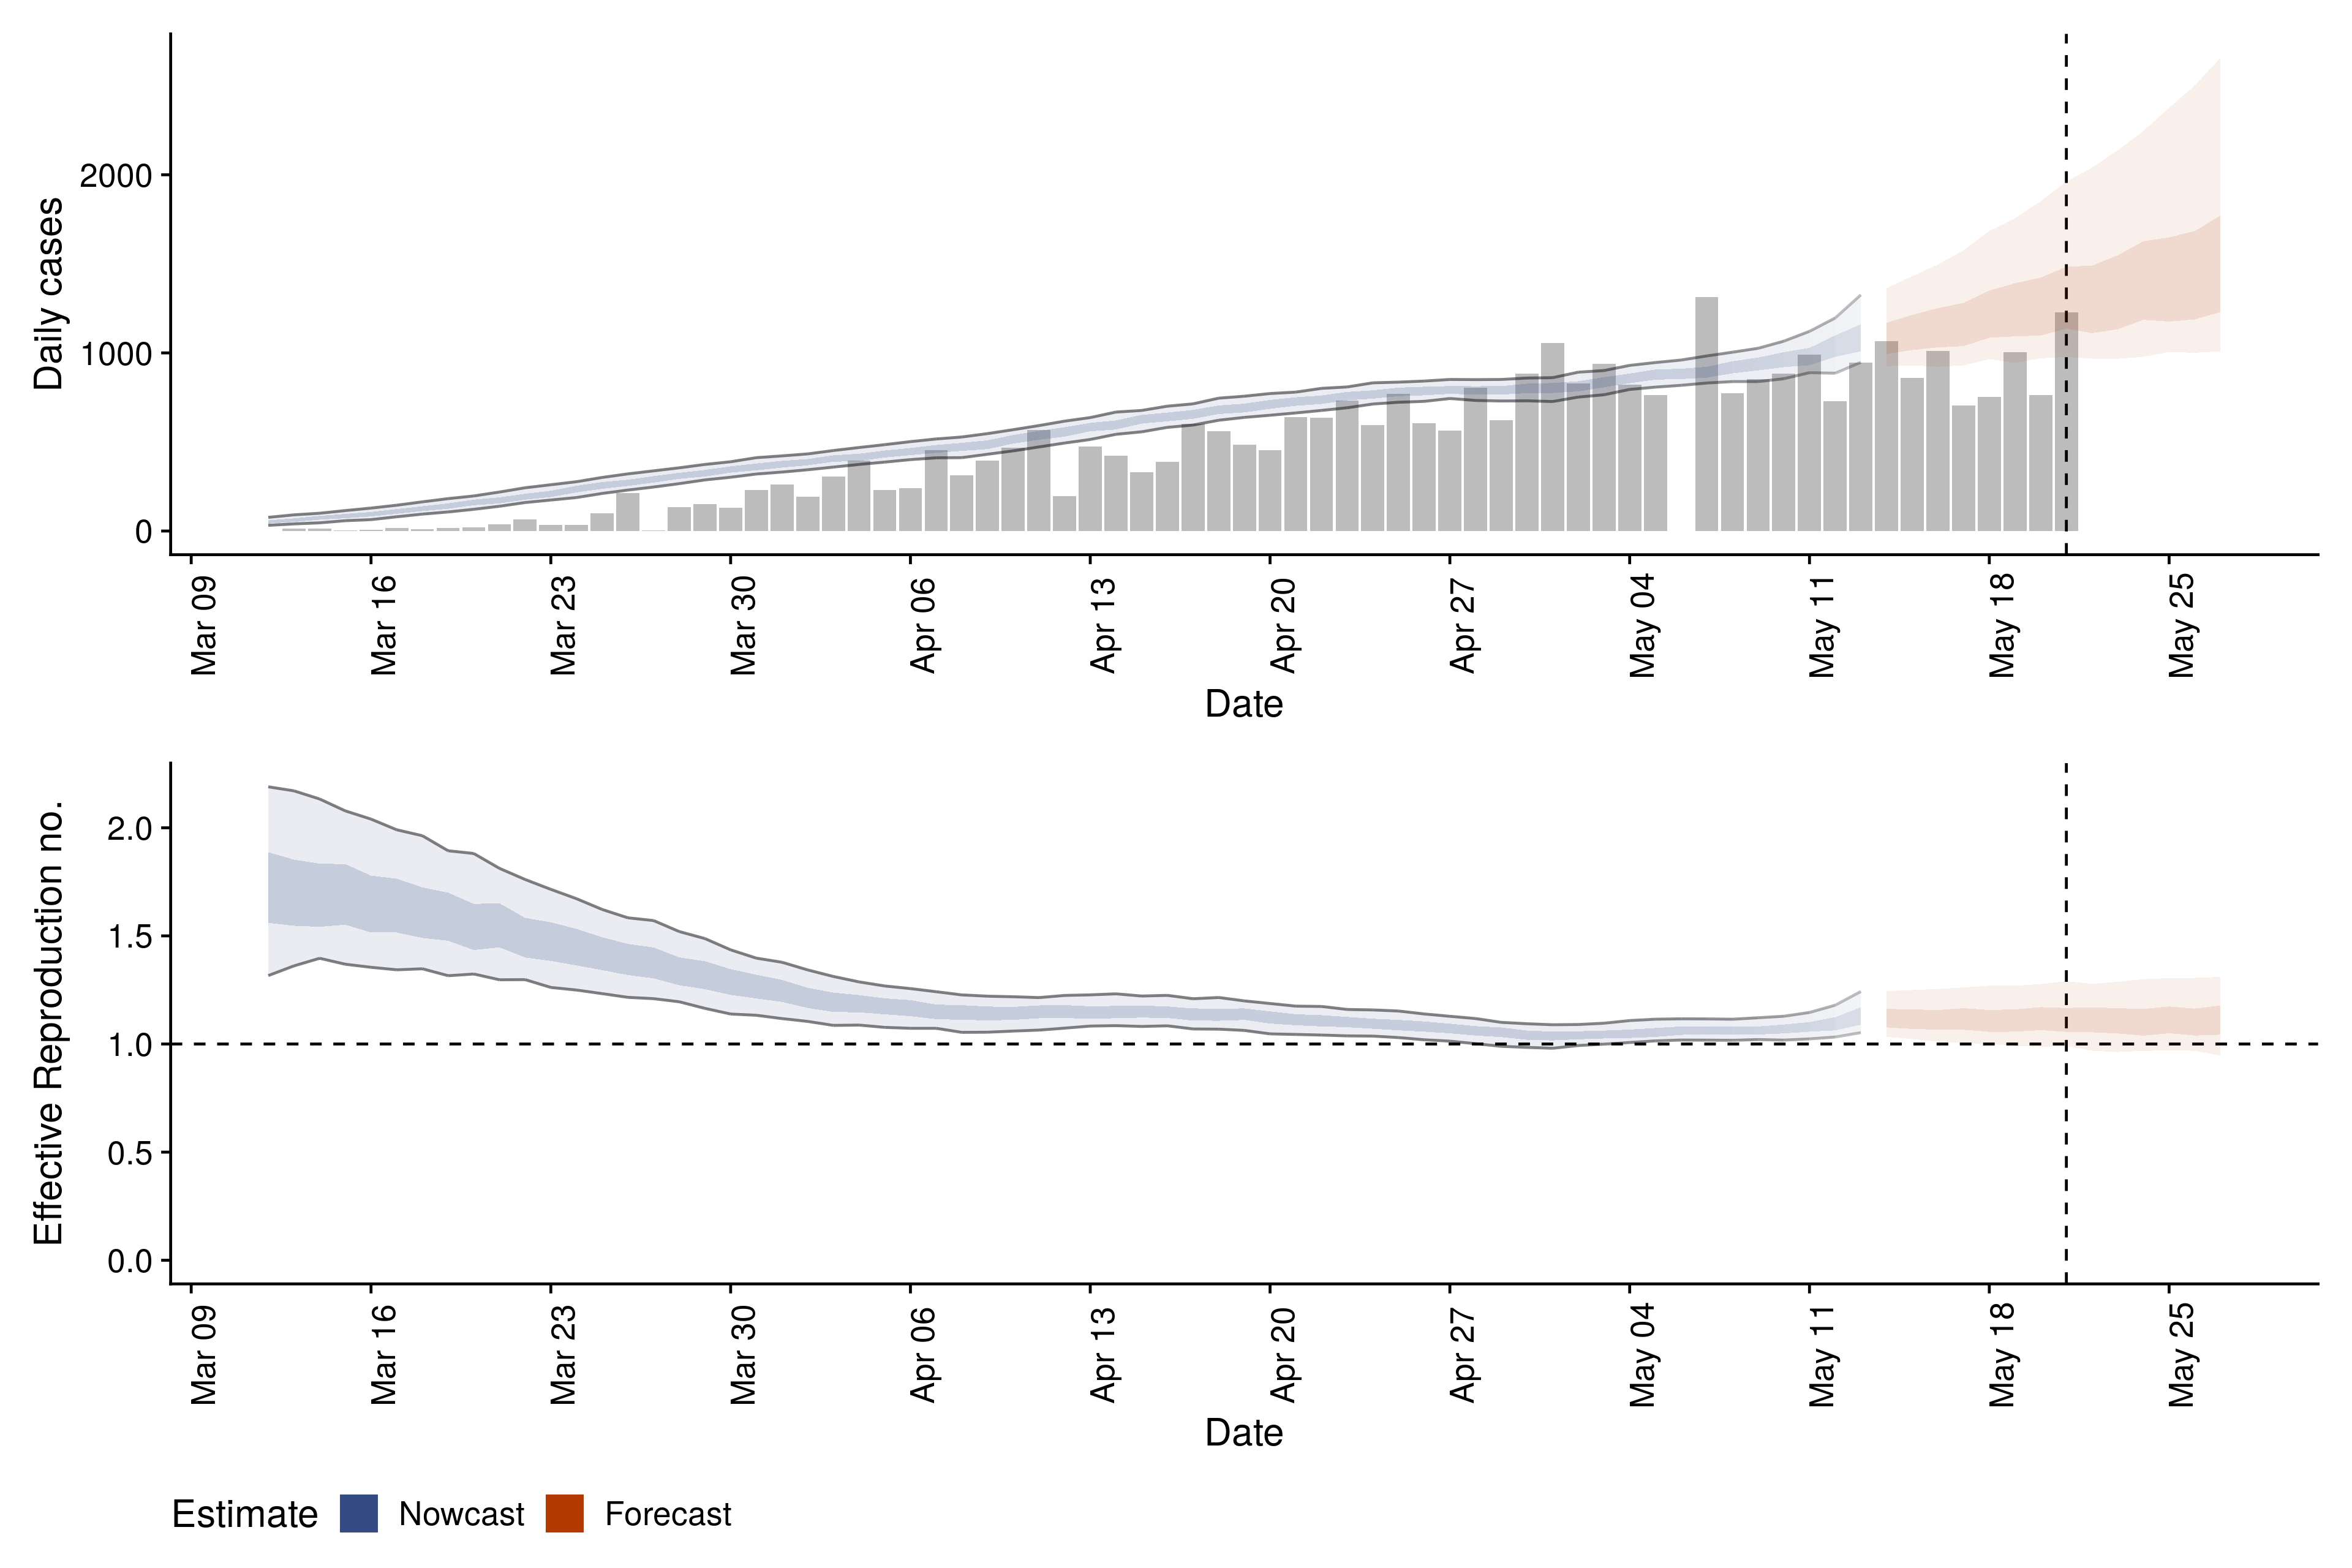 Daily cases
2000
1000
0
Mar 09 Mar 16 Mar 23 Mar 30 Apr 06 Apr 13 Apr 20 Apr 27 May 04 May 11 May 18 May 25
Date
Effective Reproduction no.
2.0
1.5
1.0
0.5
0.0
Mar 09 Mar 16 Mar 23 Mar 30 Apr 06 Apr 13 Apr 20 Apr 27 May 04 May 11 May 18 May 25
Date
Estimate Nowcast Forecast